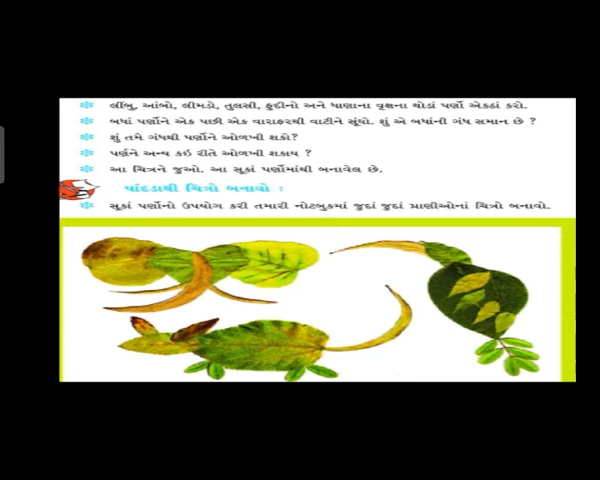 લીંબુ, આંબો, લીમડો, તુલસી, ફુદીનો અને ધાણાના વૃક્ષના થોડાં પર્ણો એકઠાં કરો.
બધાં પર્ણોને એક પછી એક વારાફરથી વાટીને સૂંઘો. શું એ બધાંની ગંધ સમાન છે ?
શું તમે ગંધથી પર્ણોને ઓળખી શકો?
પર્ણને અન્ય કઇ રીતે ઓળખી શકાય ?
આ ચિત્રને જુઓ. આ સૂકાં પર્ણોમાંથી બનાવેલ છે.
પાંદડાથી ચિત્રો બનાવો :
સૂકાં પર્ણોનો ઉપયોગ કરી તમારી નોટબુકમાં જુદાં જુદાં પ્રાણીઓનાં ચિત્રો બનાવો.